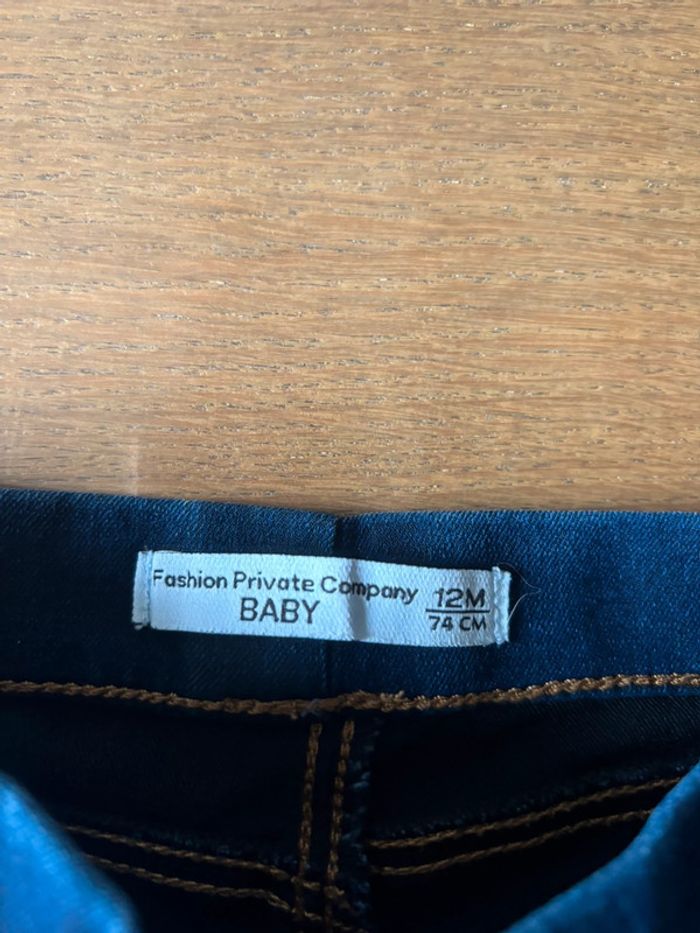 Fashion Private Company
BABY
12M
74 CM